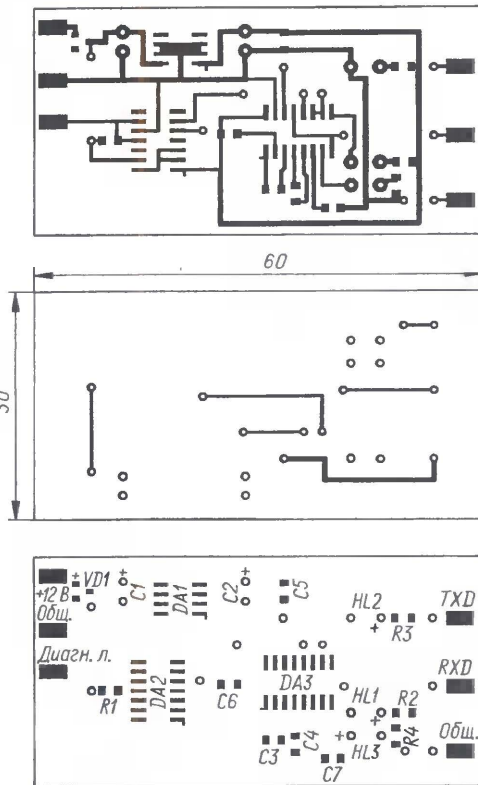 60
30
+12 В
VD1
C1
DA1
C2
C5
Общ.
HL2
TXD
R3
Диагн. л.
R1
DA2
C6
DA3
RXD
HL1
R2
C3
C4
HL3
R4
Общ.
C7